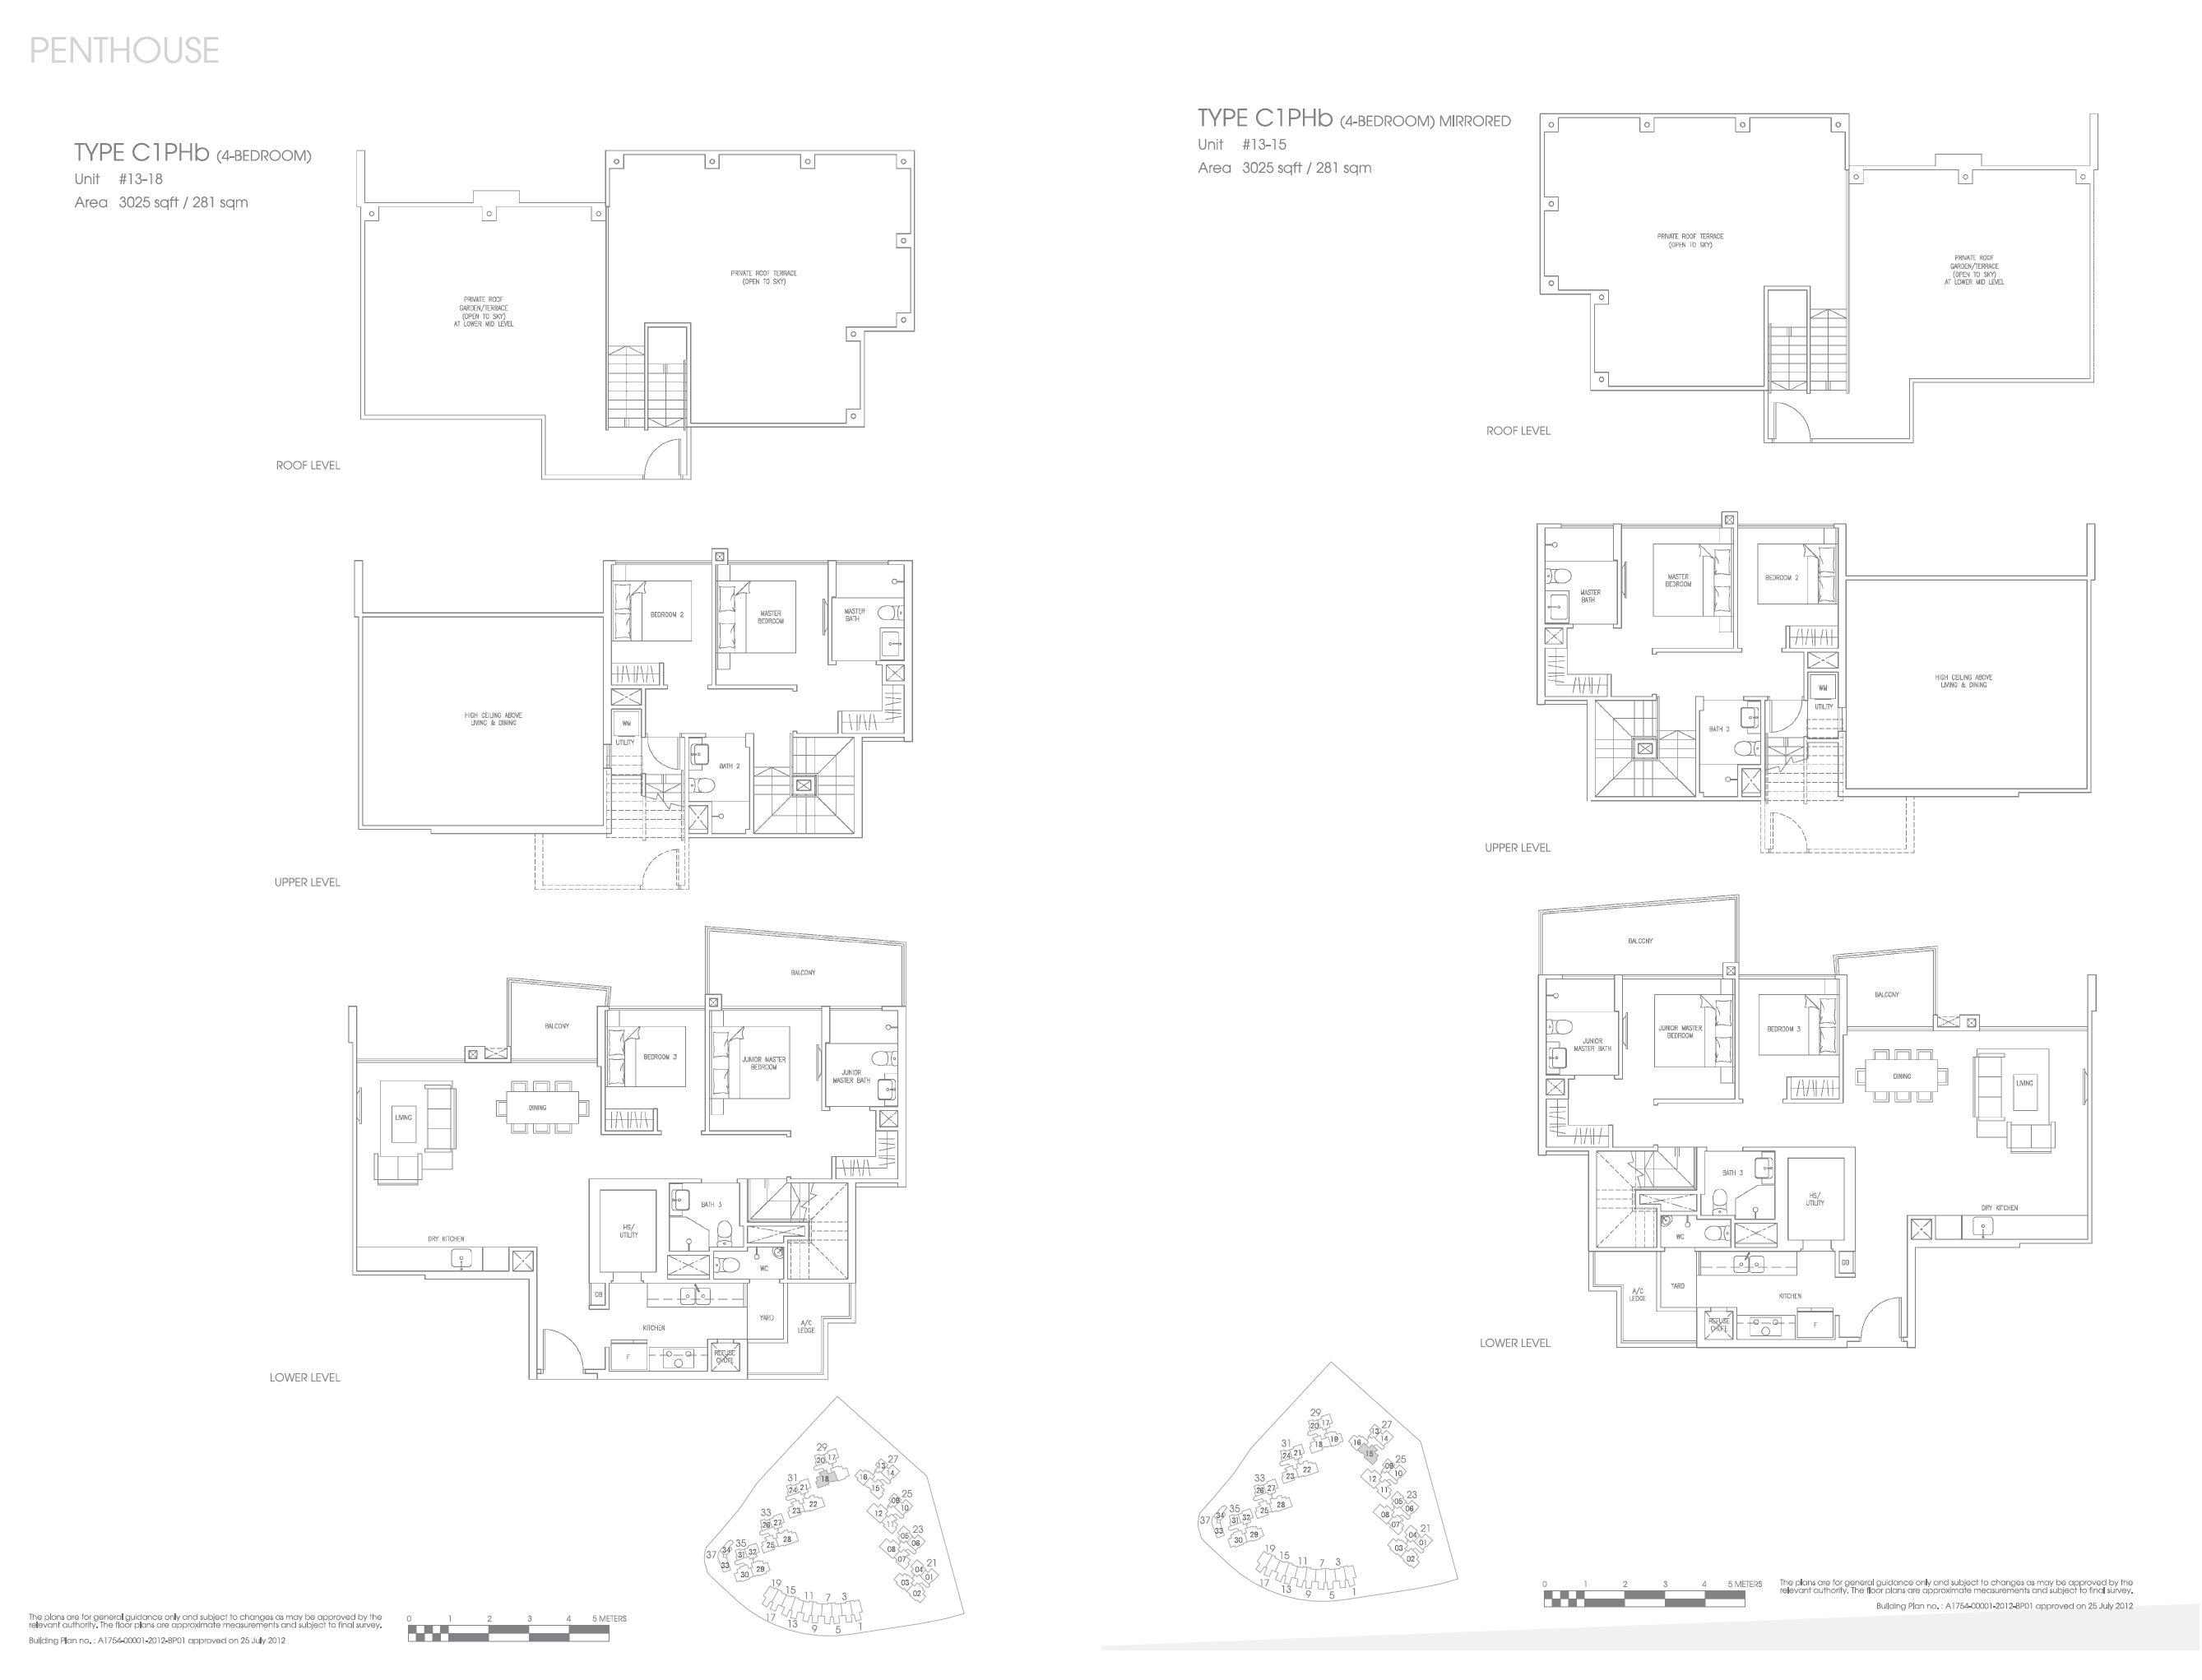 PENTHOUSE
TYPE C1PHb (4-BEDROOM)
Unit #13-18
Area 3025 sqft / 281 sqm
PRIVATE ROOF TERRACE
(OPEN TO SKY)
PRIVATE ROOF
GARDEN/TERRACE
(OPEN TO SKY)
AT LOWER MID LEVEL
ROOF LEVEL
BEDROOM 2
MASTER
BEDROOM
MASTER
BATH
HIGH CEILING ABOVE
LIVING & DINING
WM
UTILITY
BATH 2
UPPER LEVEL
BALCONY
BALCONY
BEDROOM 3
JUNIOR MASTER
BEDROOM
JUNIOR
MASTER BATH
LIVING
DINING
BATH 3
HS/
UTILITY
DRY KITCHEN
WC
DB
YARD
A/C
LEDGE
KITCHEN
F
REFUSE
CHUTE
LOWER LEVEL
29
20 17
18
27
13
14
16
15
31
24 21
23 22
25
09
10
12
11
33
26 27
25 28
23
05
06
08
07
37
35
34
33
31 32
30 29
21
04
01
03
02
19
15
11
7
3
17
13
9
5
1
The plans are for general guidance only and subject to changes as may be approved by the
relevant authority. The floor plans are approximate measurements and subject to final survey.
Building Plan no. : A1754-00001-2012-BP01 approved on 25 July 2012
0 1 2 3 4 5 METERS
TYPE C1PHb (4-BEDROOM) MIRRORED
Unit #13-15
Area 3025 sqft / 281 sqm
PRIVATE ROOF TERRACE
(OPEN TO SKY)
PRIVATE ROOF
GARDEN/TERRACE
(OPEN TO SKY)
AT LOWER MID LEVEL
ROOF LEVEL
MASTER
BEDROOM
BEDROOM 2
MASTER
BATH
HIGH CEILING ABOVE
LIVING & DINING
WM
UTILITY
BATH 2
UPPER LEVEL
BALCONY
BALCONY
JUNIOR MASTER
BEDROOM
BEDROOM 3
JUNIOR
MASTER BATH
DINING
LIVING
BATH 3
HS/
UTILITY
DRY KITCHEN
WC
DB
YARD
A/C
LEDGE
KITCHEN
F
REFUSE
CHUTE
LOWER LEVEL
29
20 17
18 19
27
13
14
16
15
31
24 21
23 22
25
09
10
12
11
33
26 27
25 28
23
05
06
08
07
37
35
34
33
31 32
30 29
21
04
01
03
02
19
15
11
7
3
17
13
9
5
1
0 1 2 3 4 5 METERS
The plans are for general guidance only and subject to changes as may be approved by the
relevant authority. The floor plans are approximate measurements and subject to final survey.
Building Plan no. : A1754-00001-2012-BP01 approved on 25 July 2012